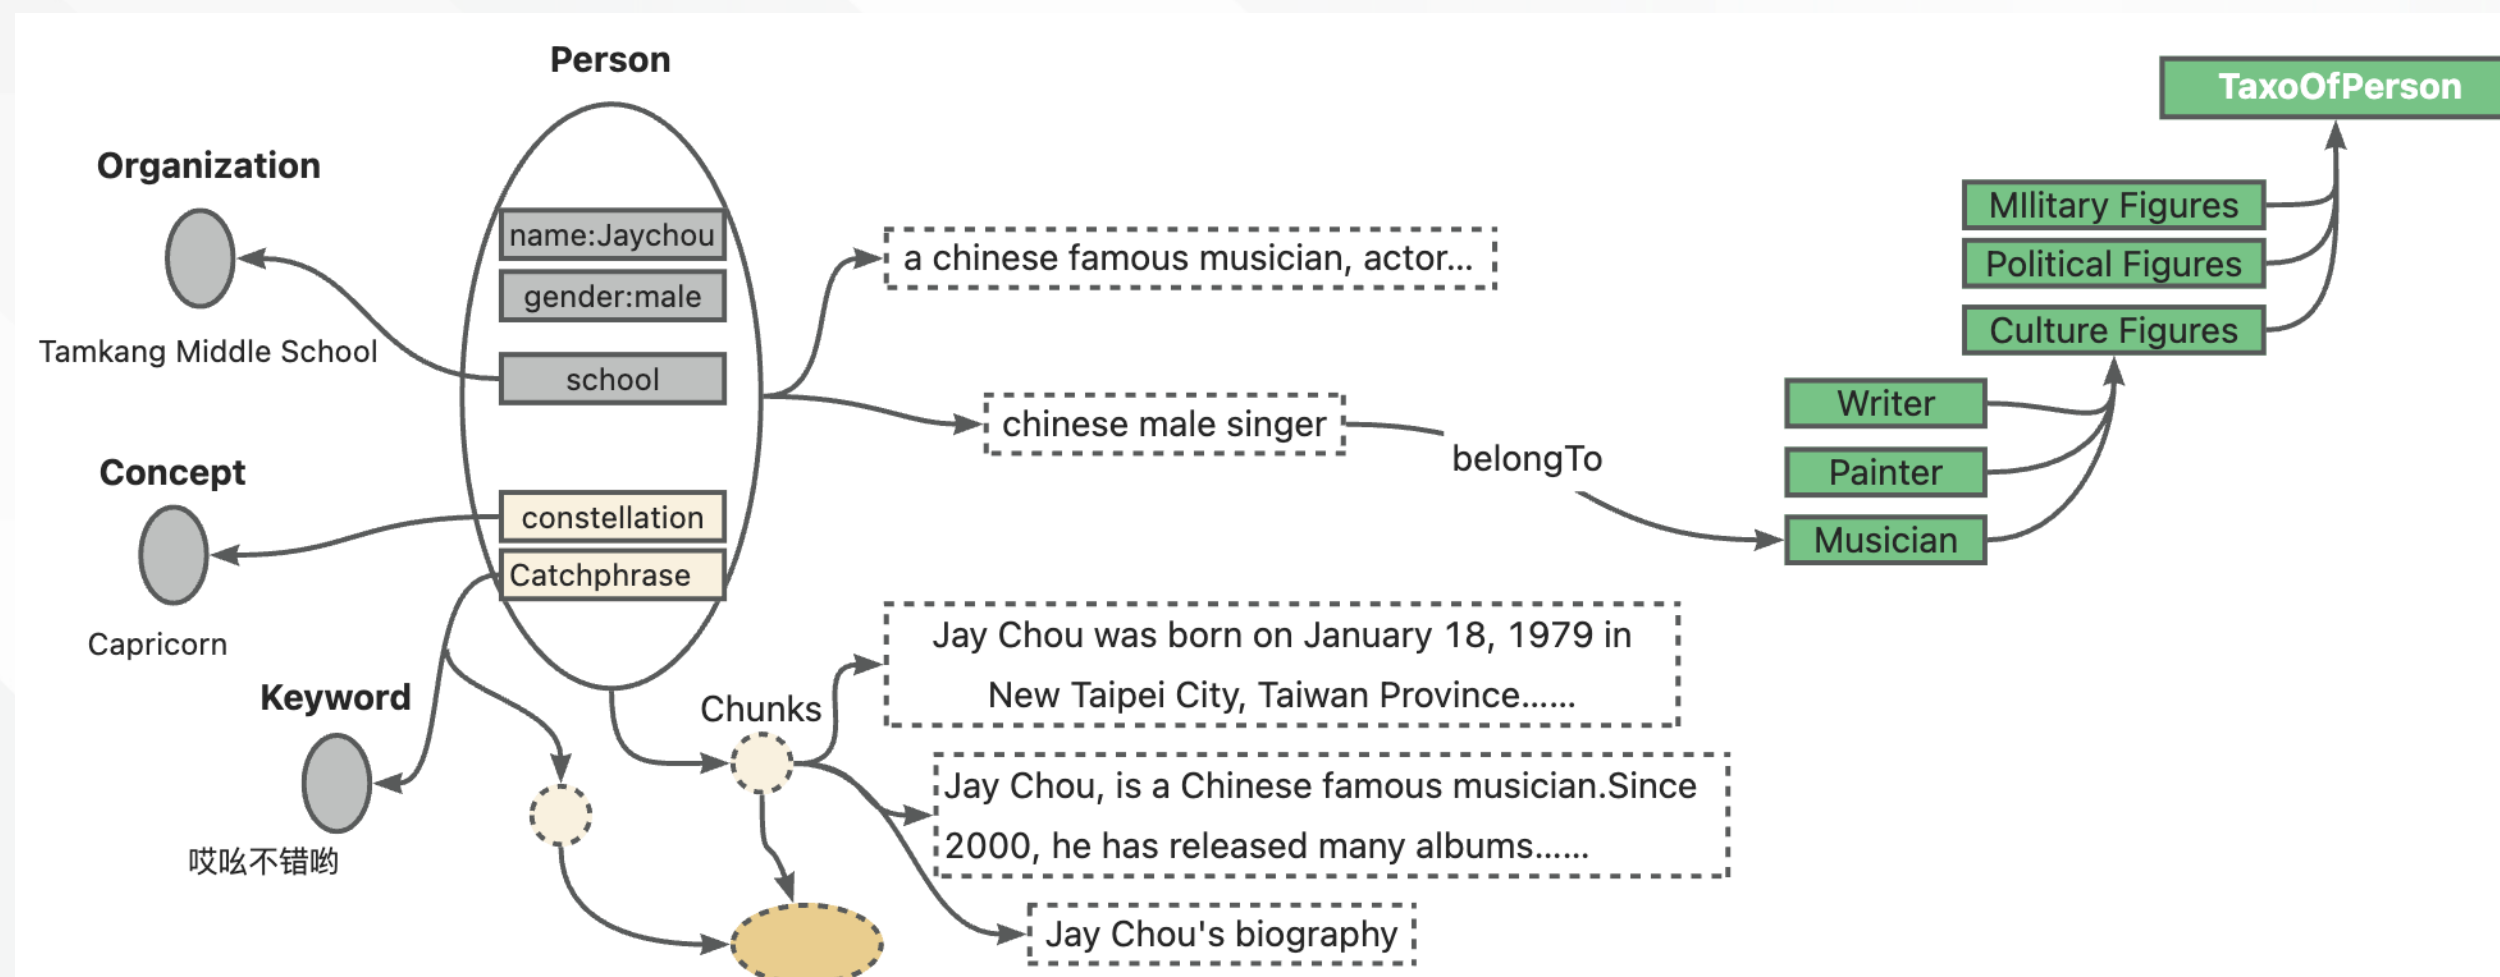 Person
TaxoOfPerson
Organization
MIlitary Figures
name:Jaychou
a chinese famous musician, actor...
Political Figures
gender:male
Culture Figures
Tamkang Middle School
school
Writer
chinese male singer
belongTo
Concept
Painter
constellation
Musician
Catchphrase
Capricorn
Jay Chou was born on January 18, 1979 in
New Taipei City, Taiwan Province......
Keyword
Chunks
Jay Chou, is a Chinese famous musician.Since
2000, he has released many albums......
哎吆不错哟
Jay Chou's biography